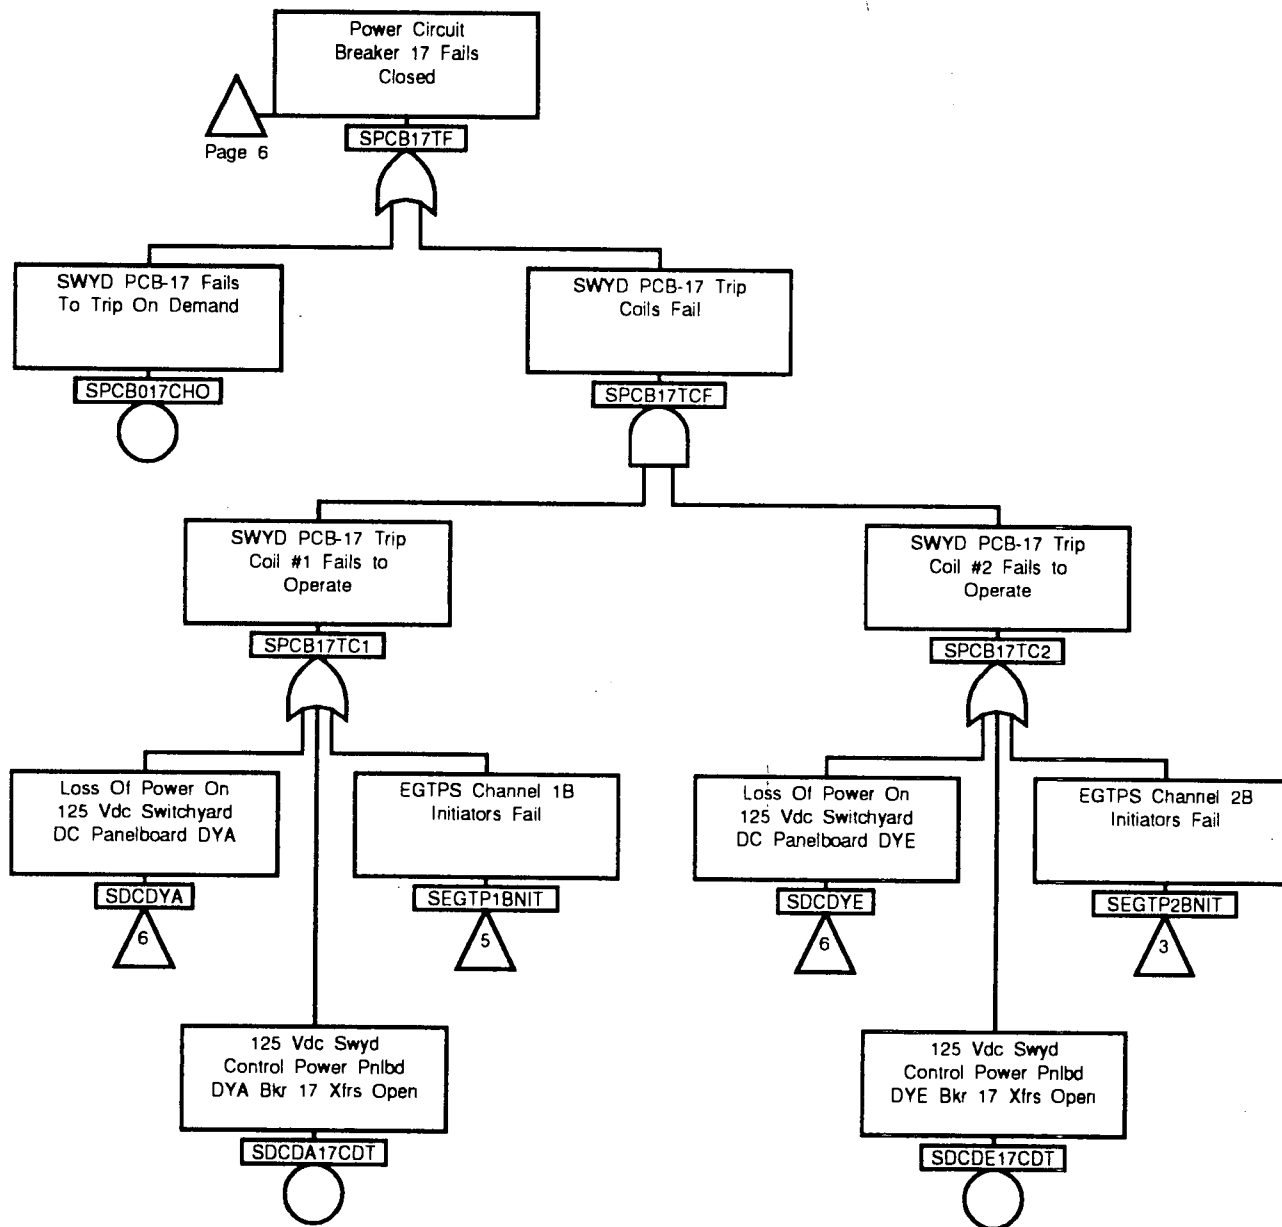 Power Circuit
Breaker 17 Fails
Closed
Page 6
SPCB17TF
SWYD PCB-17 Fails
To Trip On Demand
SPCB017CHO
SWYD PCB-17 Trip
Coils Fail
SPCB17TCF
SWYD PCB-17 Trip
Coil #1 Fails to
Operate
SPCB17TC1
SWYD PCB-17 Trip
Coil #2 Fails to
Operate
SPCB17TC2
Loss Of Power On
125 Vdc Switchyard
DC Panelboard DYA
SDCDYA
6
EGTPS Channel 1B
Initiators Fail
SEGTP1BNIT
5
Loss Of Power On
125 Vdc Switchyard
DC Panelboard DYE
SDCDYE
6
EGTPS Channel 2B
Initiators Fail
SEGTP2BNIT
3
125 Vdc Swyd
Control Power Pnlbd
DYA Bkr 17 Xfrs Open
SDCDA17CDT
125 Vdc Swyd
Control Power Pnlbd
DYE Bkr 17 Xfrs Open
SDCDE17CDT